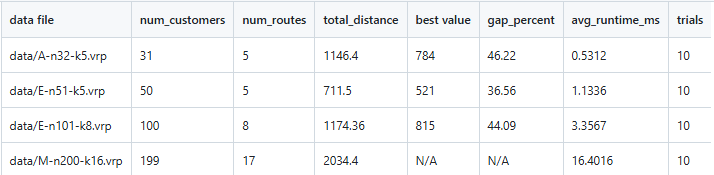 data file num_customers num_routes total_distance best value gap_percent avg_runtime_ms trials
data/A-n32-k5.vrp 31 5 1146.4 784 46.22 0.5312 10
data/E-n51-k5.vrp 50 5 711.5 521 36.56 1.1336 10
data/E-n101-k8.vrp 100 8 1174.36 815 44.09 3.3567 10
data/M-n200-k16.vrp 199 17 2034.4 N/A N/A 16.4016 10